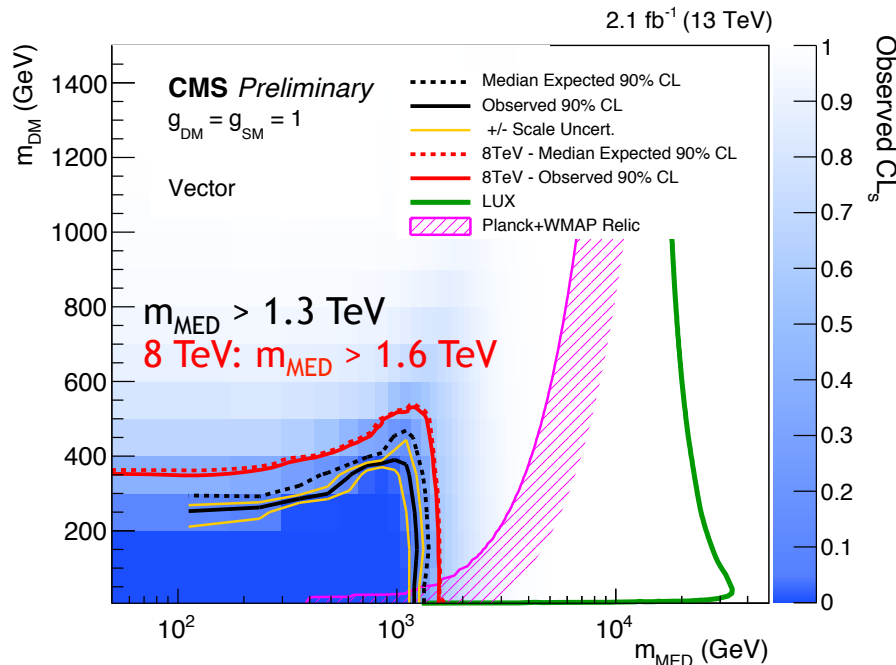 2.1 fb⁻¹ (13 TeV)
m_DM (GeV)
1400
1200
1000
800
600
400
200
CMS Preliminary
g_DM = g_SM = 1
Vector
Median Expected 90% CL
Observed 90% CL
+/- Scale Uncert.
8TeV - Median Expected 90% CL
8TeV - Observed 90% CL
LUX
Planck+WMAP Relic
m_MED > 1.3 TeV
8 TeV: m_MED > 1.6 TeV
10²
10³
10⁴
m_MED (GeV)
1
0.9
0.8
0.7
0.6
0.5
0.4
0.3
0.2
0.1
0
Observed CL_s